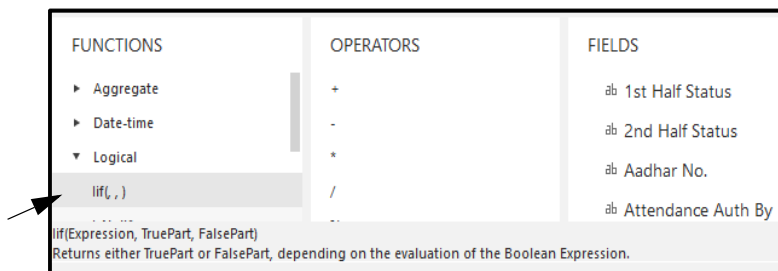 FUNCTIONS
OPERATORS
FIELDS
Aggregate
+
ab 1st Half Status
Date-time
-
ab 2nd Half Status
Logical
*
ab Aadhar No.
Iif(, , )
/
ab Attendance Auth By
Iif(Expression, TruePart, FalsePart)
Returns either TruePart or FalsePart, depending on the evaluation of the Boolean Expression.